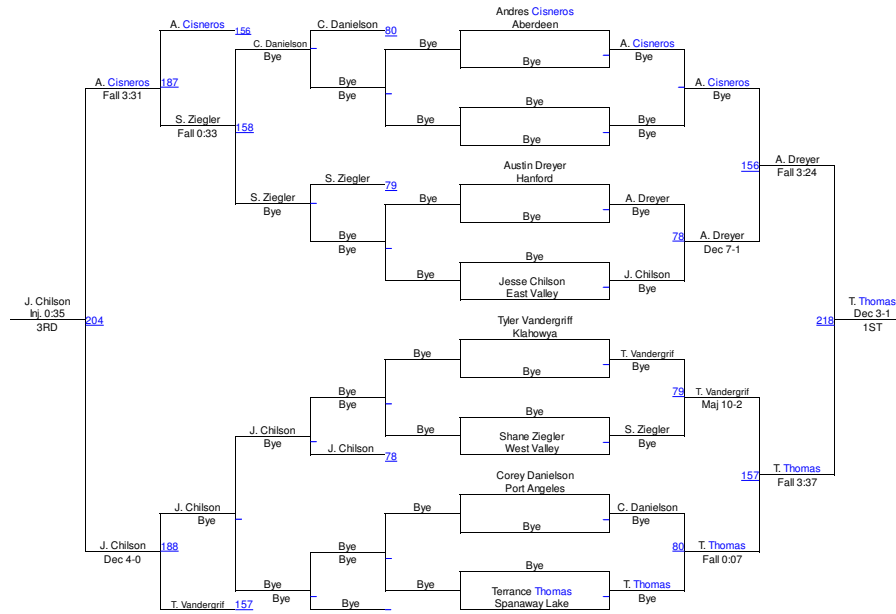 Andres Cisneros
Aberdeen
A. Cisneros
156
C. Danielson
80
C. Danielson
Bye
Bye
Bye
A. Cisneros
Bye
A. Cisneros
Fall 3:31
187
Bye
Bye
A. Cisneros
Bye
S. Ziegler
Fall 0:33
158
Bye
Bye
Bye
Bye
Bye
156
A. Dreyer
Fall 3:24
Austin Dreyer
Hanford
S. Ziegler
79
S. Ziegler
Bye
Bye
Bye
A. Dreyer
Bye
Bye
Bye
78
A. Dreyer
Dec 7-1
Bye
Bye
Jesse Chilson
East Valley
J. Chilson
Bye
J. Chilson
Inj. 0:35
3RD
204
218
T. Thomas
Dec 3-1
1ST
Tyler Vandergriff
Klahowya
Bye
Bye
T. Vandergrif
Bye
Bye
Bye
79
T. Vandergrif
Maj 10-2
J. Chilson
Bye
J. Chilson
78
Bye
Bye
Shane Ziegler
West Valley
S. Ziegler
Bye
157
T. Thomas
Fall 3:37
Corey Danielson
Port Angeles
J. Chilson
Bye
Bye
Bye
C. Danielson
Bye
J. Chilson
Dec 4-0
188
Bye
Bye
80
T. Thomas
Fall 0:07
T. Vandergrif
157
Bye
Bye
Bye
Bye
Bye
Terrance Thomas
Spanaway Lake
T. Thomas
Bye